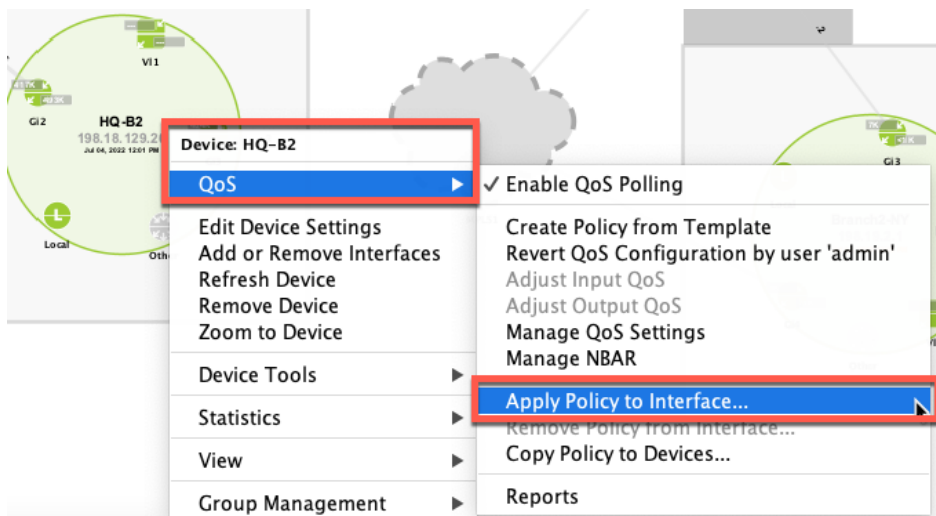 Vl1
Gi2
HQ-B2
198.18.129.2
Jul 04, 2022 12:01 PM
Local
Oth
Gi3
Device: HQ-B2
QoS
Edit Device Settings
Add or Remove Interfaces
Refresh Device
Remove Device
Zoom to Device
Device Tools
Statistics
View
Group Management
✓ Enable QoS Polling
Create Policy from Template
Revert QoS Configuration by user 'admin'
Adjust Input QoS
Adjust Output QoS
Manage QoS Settings
Manage NBAR
Apply Policy to Interface...
Remove Policy from Interface...
Copy Policy to Devices...
Reports